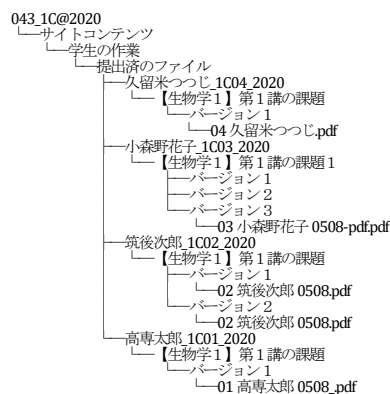 043_1C@2020
└─サイトコンテンツ
└─学生の作業
└─提出済のファイル
├─久留米つつじ_1C04_2020
│ └─【生物学1】第1講の課題
│ └─バージョン1
│ └─04 久留米つつじ.pdf
├─小森野花子_1C03_2020
│ └─【生物学1】第1講の課題1
│ ├─バージョン1
│ ├─バージョン2
│ └─バージョン3
│ └─03 小森野花子 0508-pdf.pdf
├─筑後次郎_1C02_2020
│ └─【生物学1】第1講の課題
│ ├─バージョン1
│ │ └─02 筑後次郎 0508.pdf
│ └─バージョン2
│ └─02 筑後次郎 0508.pdf
└─高専太郎_1C01_2020
└─【生物学1】第1講の課題
└─バージョン1
└─01 高専太郎 0508_.pdf